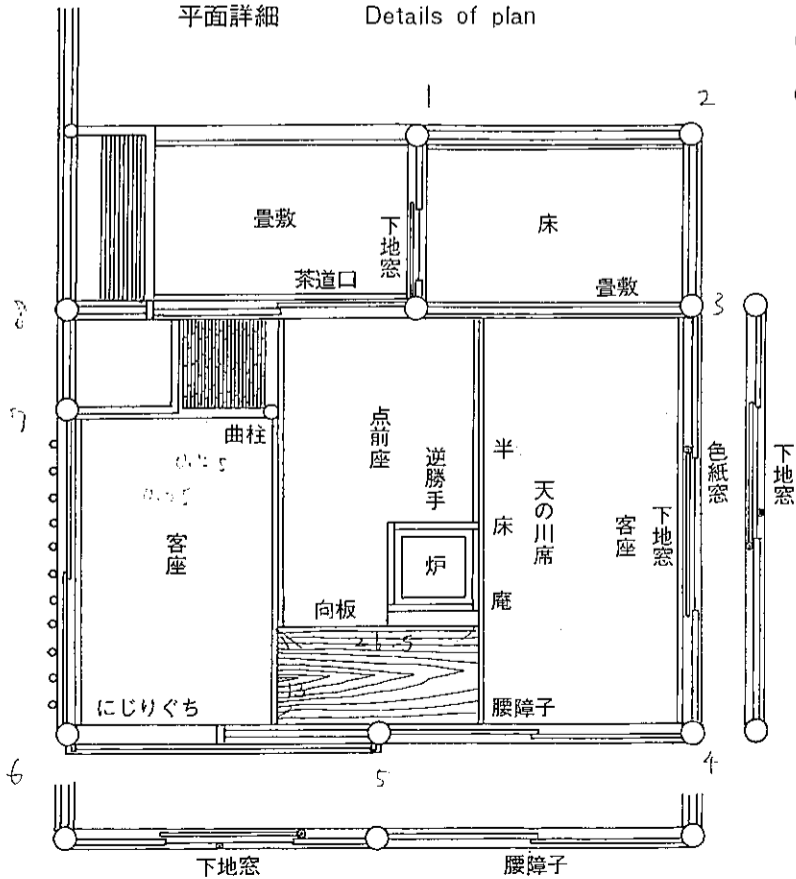 平面詳細 Details of plan
1
2
畳敷
下地窓
床
茶道口
畳敷
8
3
点前座
逆勝手
半床庵
天の川席
客座
下地窓
色紙窓
下地窓
7
曲柱
客座
炉
向板
26.5
13
にじりぐち
腰障子
6
5
4
下地窓
腰障子